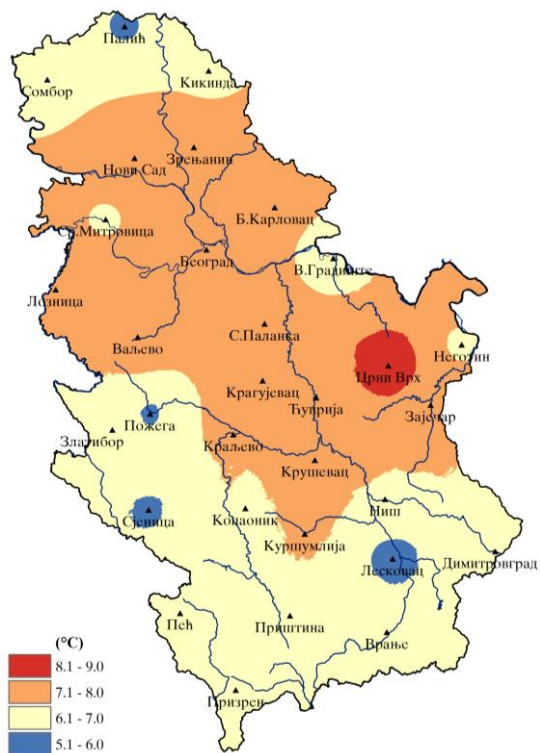 Палић
Сомбор
Кикинда
Зрењанин
Нови Сад
Б.Карловац
Ср.Митровица
Београд
В.Градиште
Лозница
С.Паланка
Ваљево
Неготин
Црни Врх
Крагујевац
Ћуприја
Зајечар
Пожега
Златибор
Краљево
Крушевац
Сјеница
Копаоник
Ниш
Куршумлија
Димитровград
Лесковац
Пећ
Приштина
Врање
Призрен
(°C)
8.1 - 9.0
7.1 - 8.0
6.1 - 7.0
5.1 - 6.0